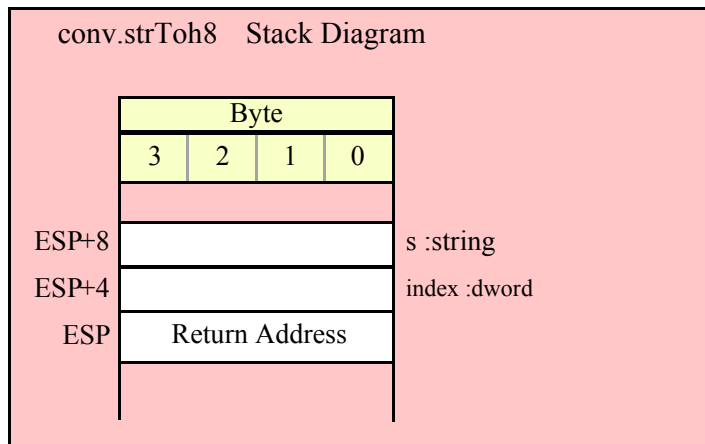 conv.strToh8 Stack Diagram
Byte
3 2 1 0
ESP+8 s :string
ESP+4 index :dword
ESP Return Address